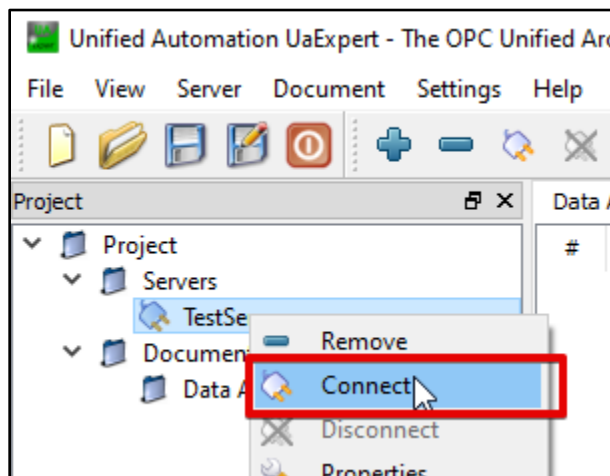 Unified Automation UaExpert - The OPC Unified Arc
File View Server Document Settings Help
Project
Data A
Project
#
Servers
TestSe
Remove
Documen
Connect
Data A
Disconnect
Properties